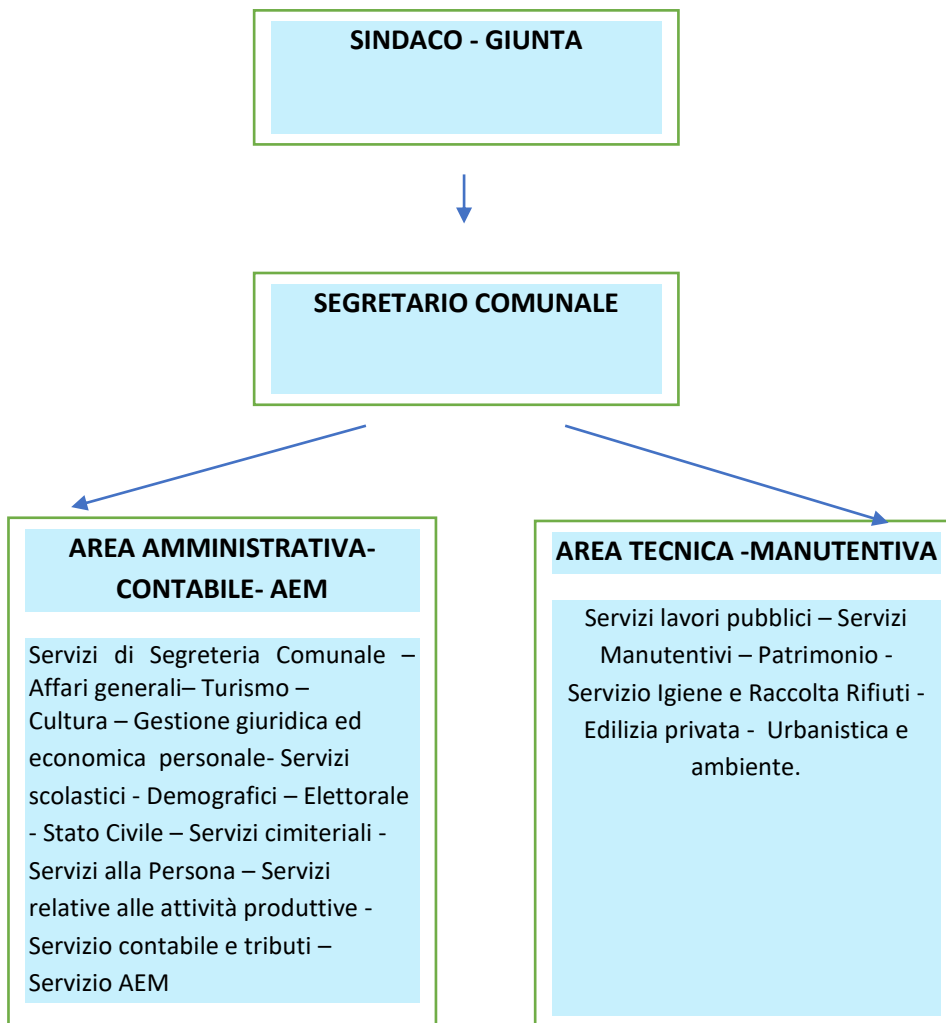 SINDACO - GIUNTA
SEGRETARIO COMUNALE
AREA AMMINISTRATIVA-
CONTABILE- AEM
Servizi di Segreteria Comunale –
Affari generali– Turismo –
Cultura – Gestione giuridica ed
economica personale- Servizi
scolastici - Demografici – Elettorale
- Stato Civile – Servizi cimiteriali -
Servizi alla Persona – Servizi
relative alle attività produttive -
Servizio contabile e tributi –
Servizio AEM
AREA TECNICA -MANUTENTIVA
Servizi lavori pubblici – Servizi
Manutentivi – Patrimonio -
Servizio Igiene e Raccolta Rifiuti -
Edilizia privata - Urbanistica e
ambiente.